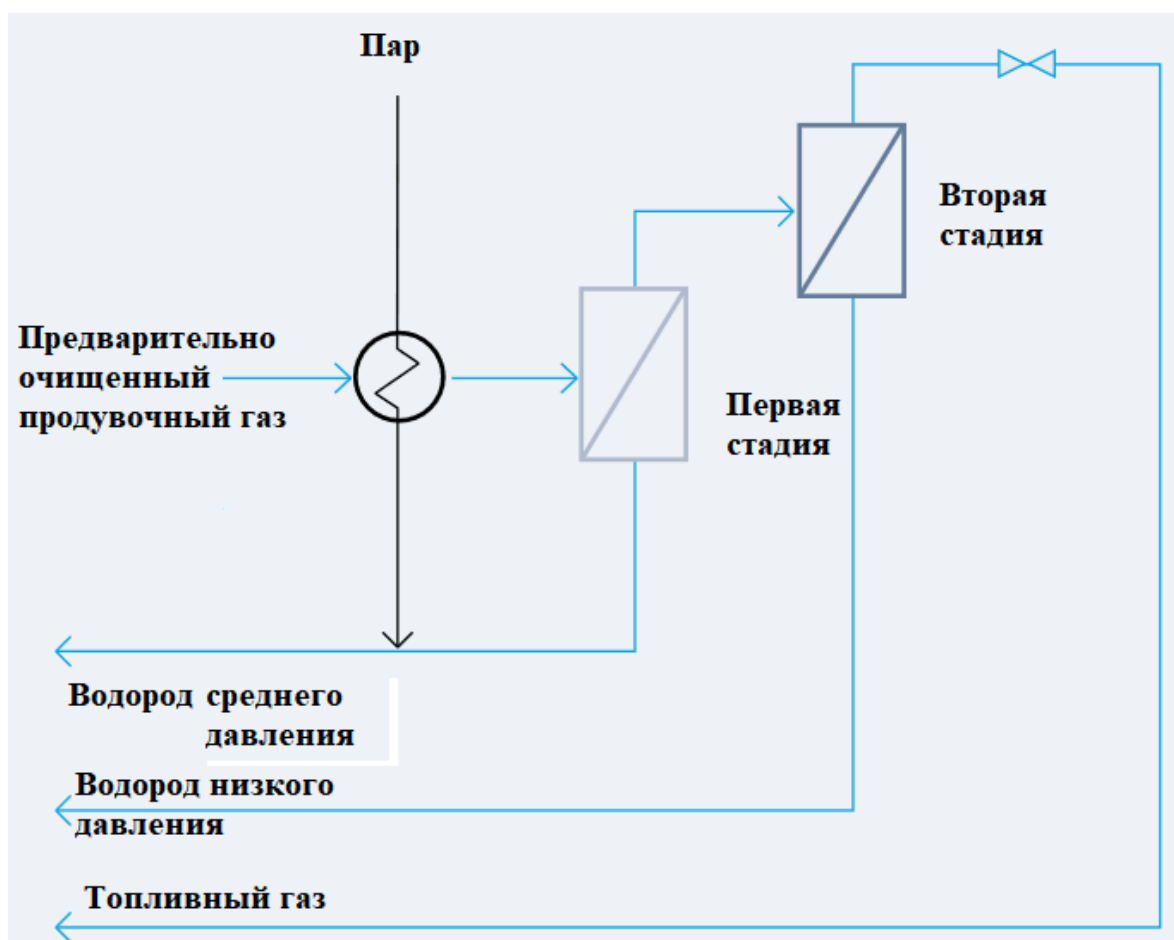 Пар
Вторая
стадия
Предварительно
очищенный
продувочный газ
Первая
стадия
Водород среднего
давления
Водород низкого
давления
Топливный газ